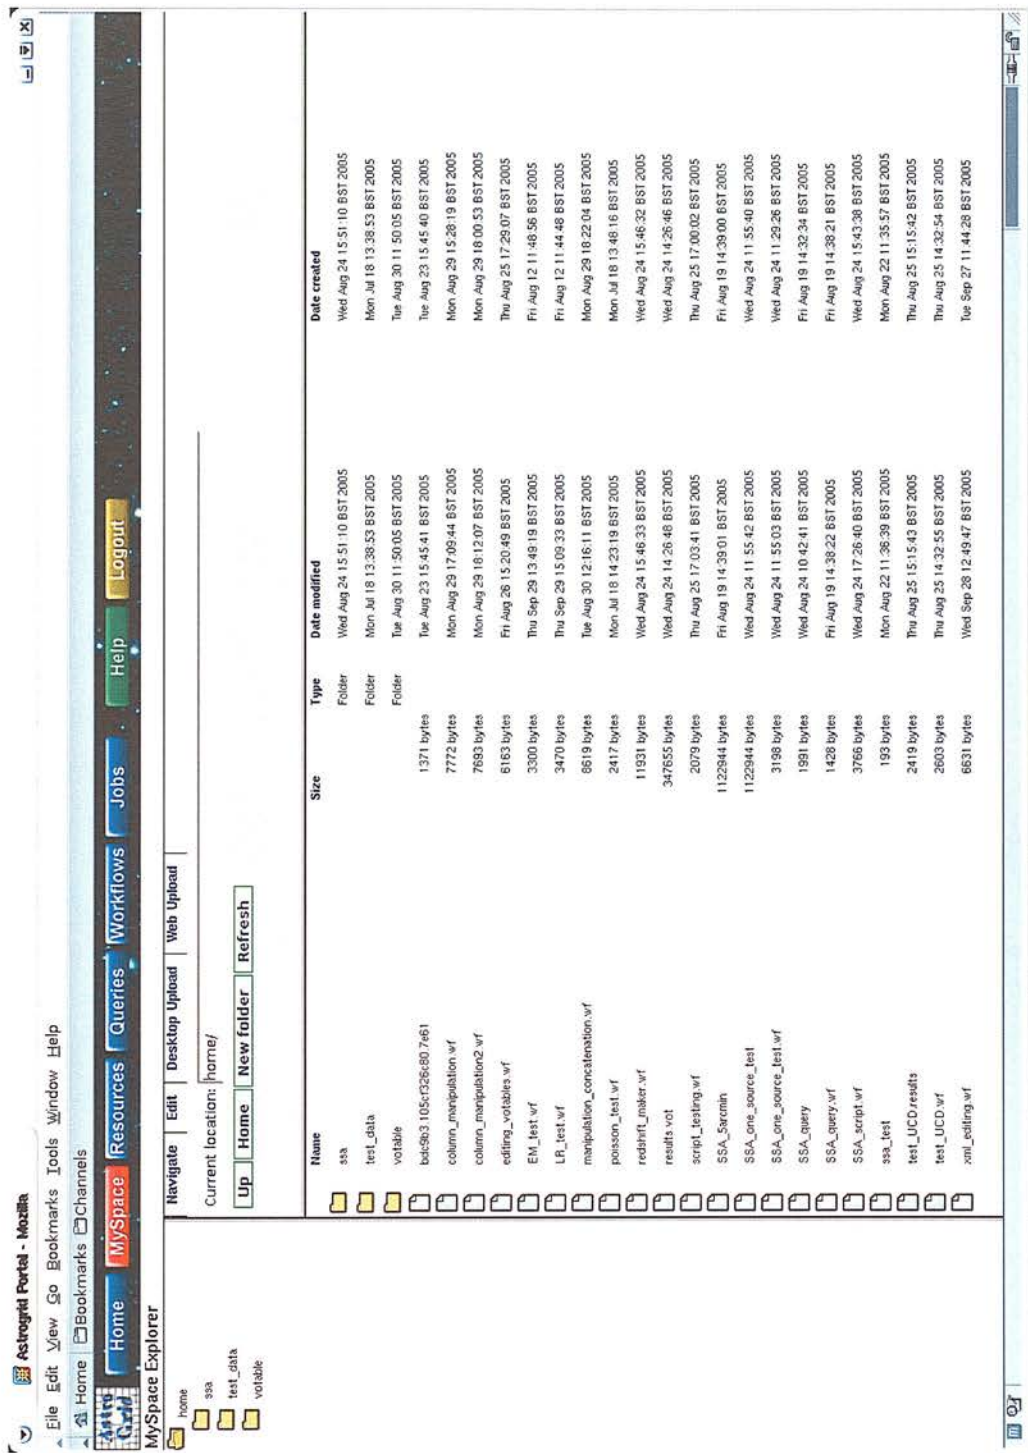 Astrogrid Portal - Mozilla
File Edit View Go Bookmarks Tools Window Help
Home Bookmarks Channels
Astro Grid Home MySpace Resources Queries Workflows Jobs Help Logout
MySpace Explorer
home
ssa
test_data
votable
Navigate Edit Desktop Upload Web Upload
Current location: home/
Up Home New folder Refresh
Name Size Type Date modified Date created
ssa Folder Wed Aug 24 15:51:10 BST 2005 Wed Aug 24 15:51:10 BST 2005
test_data Folder Mon Jul 18 13:38:53 BST 2005 Mon Jul 18 13:38:53 BST 2005
votable Folder Tue Aug 30 11:50:05 BST 2005 Tue Aug 30 11:50:05 BST 2005
bdc9b3.105cf326c80.7e61 1371 bytes Tue Aug 23 15:45:41 BST 2005 Tue Aug 23 15:45:40 BST 2005
column_manipulation.wf 7772 bytes Mon Aug 29 17:09:44 BST 2005 Mon Aug 29 15:28:19 BST 2005
column_manipulation2.wf 7693 bytes Mon Aug 29 18:12:07 BST 2005 Mon Aug 29 18:00:53 BST 2005
editing_votables.wf 6163 bytes Fri Aug 26 15:20:49 BST 2005 Thu Aug 25 17:29:07 BST 2005
EM_test.wf 3300 bytes Thu Sep 29 13:49:19 BST 2005 Fri Aug 12 11:48:56 BST 2005
LR_test.wf 3470 bytes Thu Sep 29 15:09:33 BST 2005 Fri Aug 12 11:44:48 BST 2005
manipulation_concatenation.wf 8619 bytes Tue Aug 30 12:16:11 BST 2005 Mon Aug 29 18:22:04 BST 2005
poisson_test.wf 2417 bytes Mon Jul 18 14:23:19 BST 2005 Mon Jul 18 13:48:16 BST 2005
redshift_maker.wf 11931 bytes Wed Aug 24 15:46:33 BST 2005 Wed Aug 24 15:46:32 BST 2005
results.vot 347655 bytes Wed Aug 24 14:26:48 BST 2005 Wed Aug 24 14:26:46 BST 2005
script_testing.wf 2079 bytes Thu Aug 25 17:03:41 BST 2005 Thu Aug 25 17:00:02 BST 2005
SSA_5arcmin 1122944 bytes Fri Aug 19 14:39:01 BST 2005 Fri Aug 19 14:39:00 BST 2005
SSA_one_source_test 1122944 bytes Wed Aug 24 11:55:42 BST 2005 Wed Aug 24 11:55:40 BST 2005
SSA_one_source_test.wf 3198 bytes Wed Aug 24 11:55:03 BST 2005 Wed Aug 24 11:29:26 BST 2005
SSA_query 1991 bytes Wed Aug 24 10:42:41 BST 2005 Fri Aug 19 14:32:34 BST 2005
SSA_query.wf 1428 bytes Fri Aug 19 14:38:22 BST 2005 Fri Aug 19 14:38:21 BST 2005
SSA_script.wf 3766 bytes Wed Aug 24 17:26:40 BST 2005 Wed Aug 24 15:43:38 BST 2005
ssa_test 193 bytes Mon Aug 22 11:36:39 BST 2005 Mon Aug 22 11:35:57 BST 2005
test_UCD.results 2419 bytes Thu Aug 25 15:15:43 BST 2005 Thu Aug 25 15:15:42 BST 2005
test_UCD.wf 2603 bytes Thu Aug 25 14:32:55 BST 2005 Thu Aug 25 14:32:54 BST 2005
xml_editing.wf 6631 bytes Wed Sep 28 12:49:47 BST 2005 Tue Sep 27 11:44:28 BST 2005